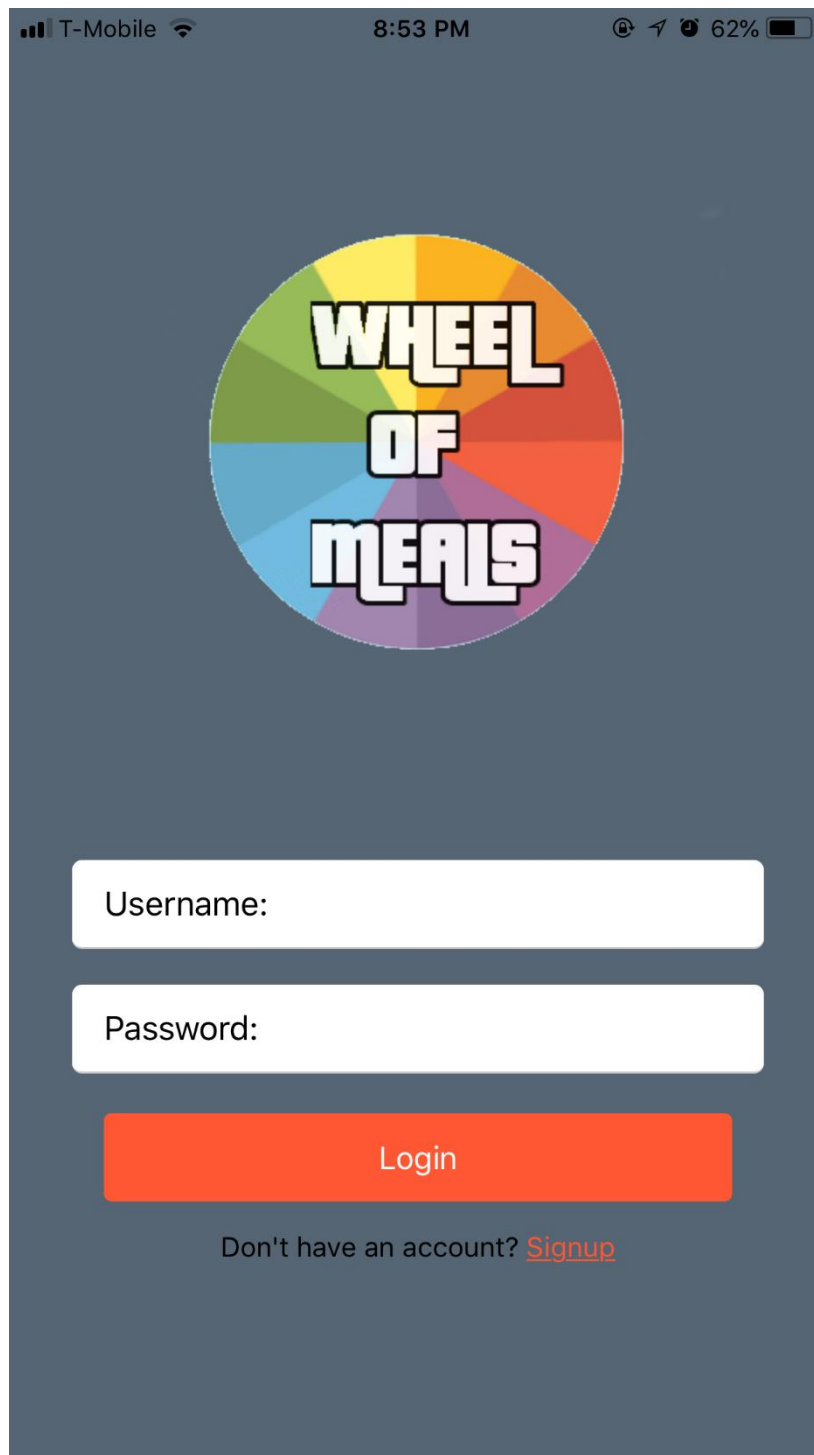 T-Mobile 8:53 PM 62%
WHEEL
OF
MEALS
Username:
Password:
Login
Don't have an account? Signup